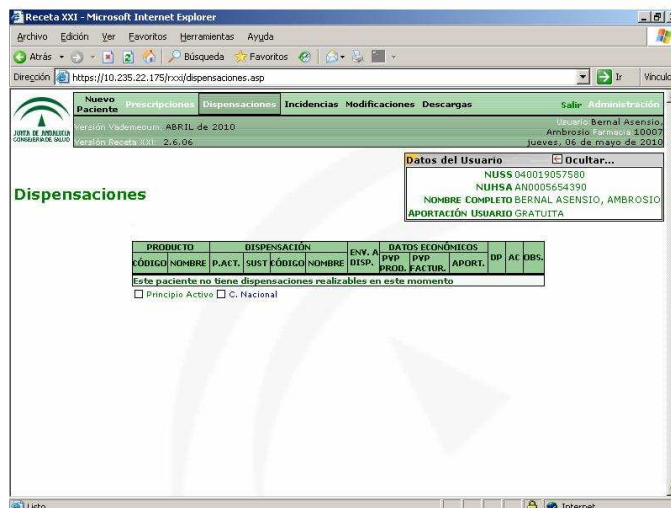 Receta XXI - Microsoft Internet Explorer
Archivo Edición Ver Favoritos Herramientas Ayuda
Atrás Búsqueda Favoritos
Dirección https://10.235.22.175/rxxi/dispensaciones.asp Ir Vínculo
JUNTA DE ANDALUCIA
CONSEJERIA DE SALUD
Nuevo Paciente Prescripciones Dispensaciones Incidencias Modificaciones Descargas Salir Administración
Versión Vademecum ABRIL de 2010
Versión Receta XXI 2.6.06
Usuario Bernal Asensio,
Ambrosio Farmacia 10007
jueves, 06 de mayo de 2010
Datos del Usuario Ocultar...
NUSS 040019057580
NUHSA AN0005654390
NOMBRE COMPLETO BERNAL ASENSIO, AMBROSIO
APORTACIÓN USUARIO GRATUITA
Dispensaciones
PRODUCTO DISPENSACIÓN ENV. A DISP. DATOS ECONÓMICOS DP AC OBS.
CÓDIGO NOMBRE P.ACT. SUST CÓDIGO NOMBRE PVP PROD. PVP FACTUR. APORT.
Este paciente no tiene dispensaciones realizables en este momento
Principio Activo C. Nacional
Listo Internet